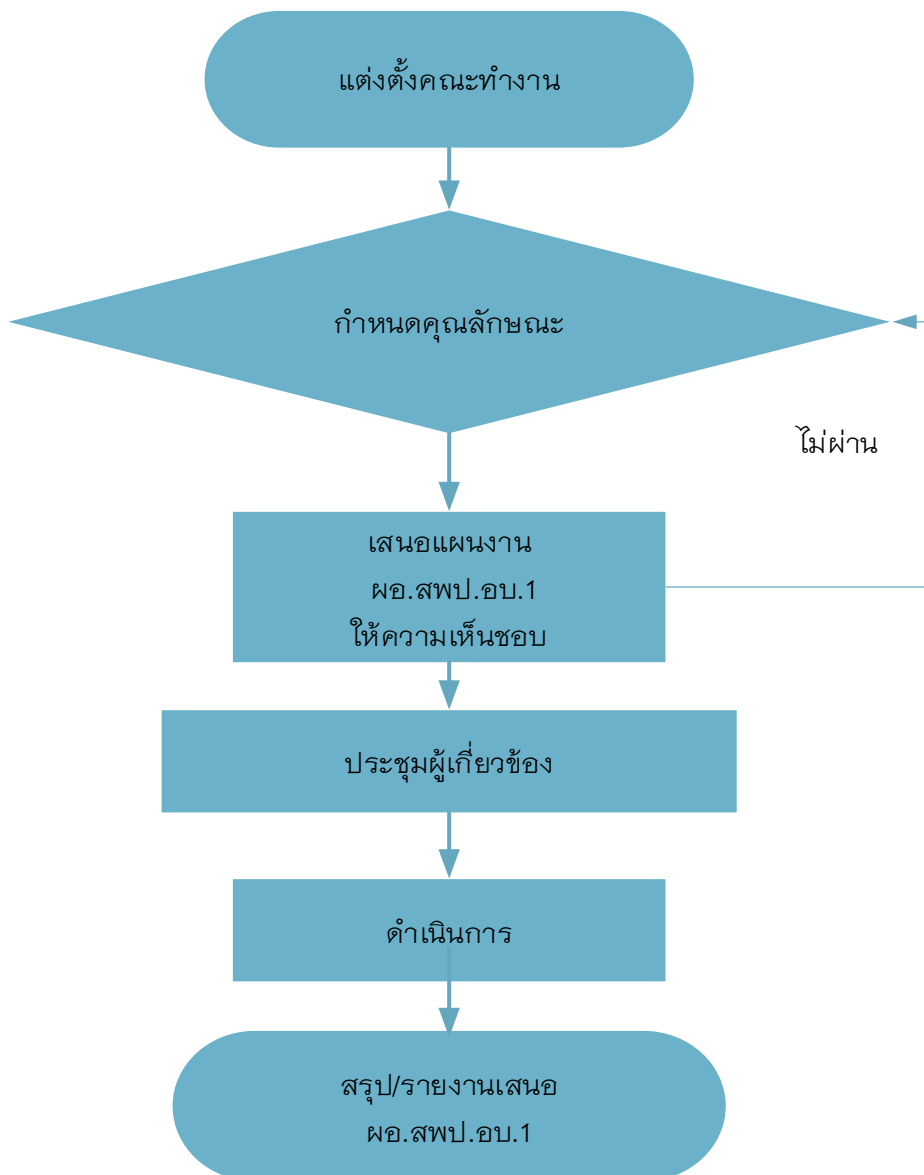 แต่งตั้งคณะทำงาน
กำหนดคุณลักษณะ
ไม่ผ่าน
เสนอแผนงาน
ผอ.สพป.อบ.1
ให้ความเห็นชอบ
ประชุมผู้เกี่ยวข้อง
ดำเนินการ
สรุป/รายงานเสนอ
ผอ.สพป.อบ.1